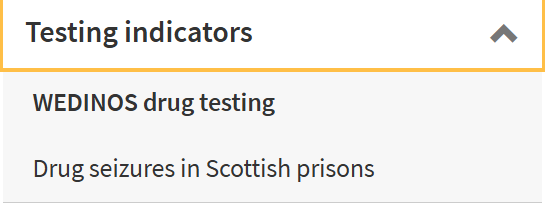 Testing indicators
WEDINOS drug testing
Drug seizures in Scottish prisons